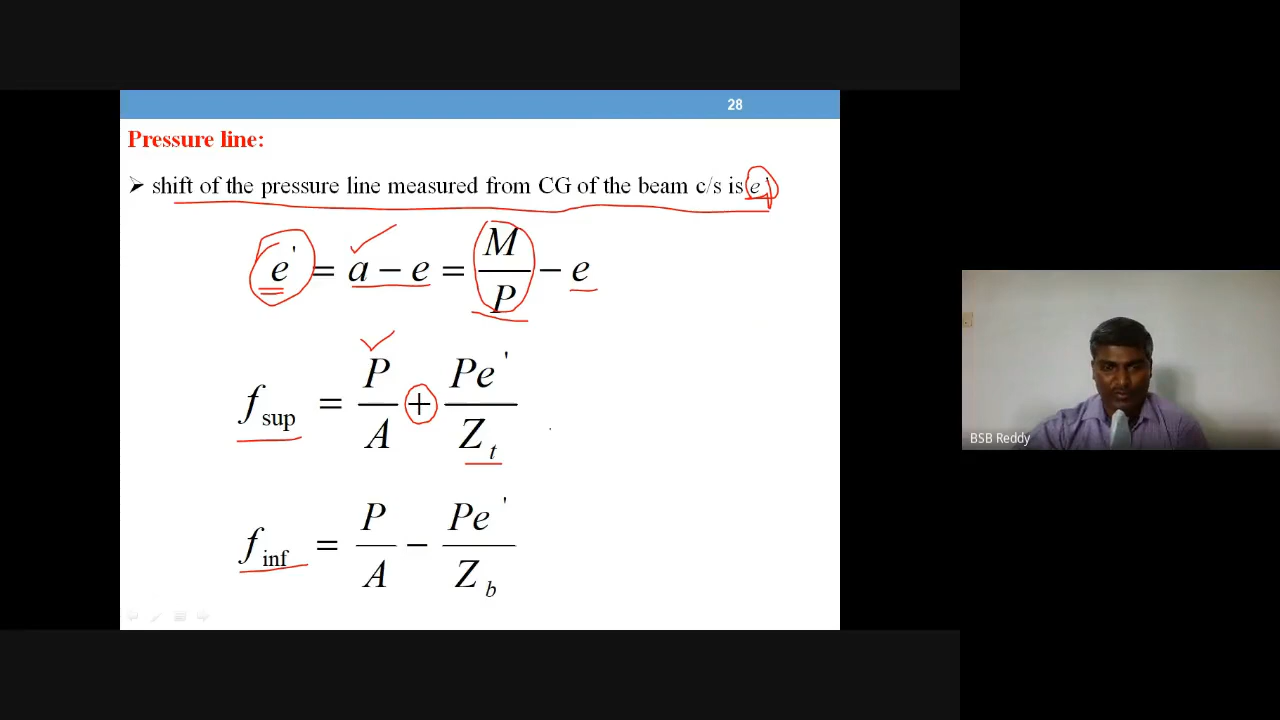 28
Pressure line:
➢ shift of the pressure line measured from CG of the beam c/s is e'
e' = a − e = M/P − e
f_sup = P/A + Pe'/Z_t
f_inf = P/A − Pe'/Z_b
BSB Reddy